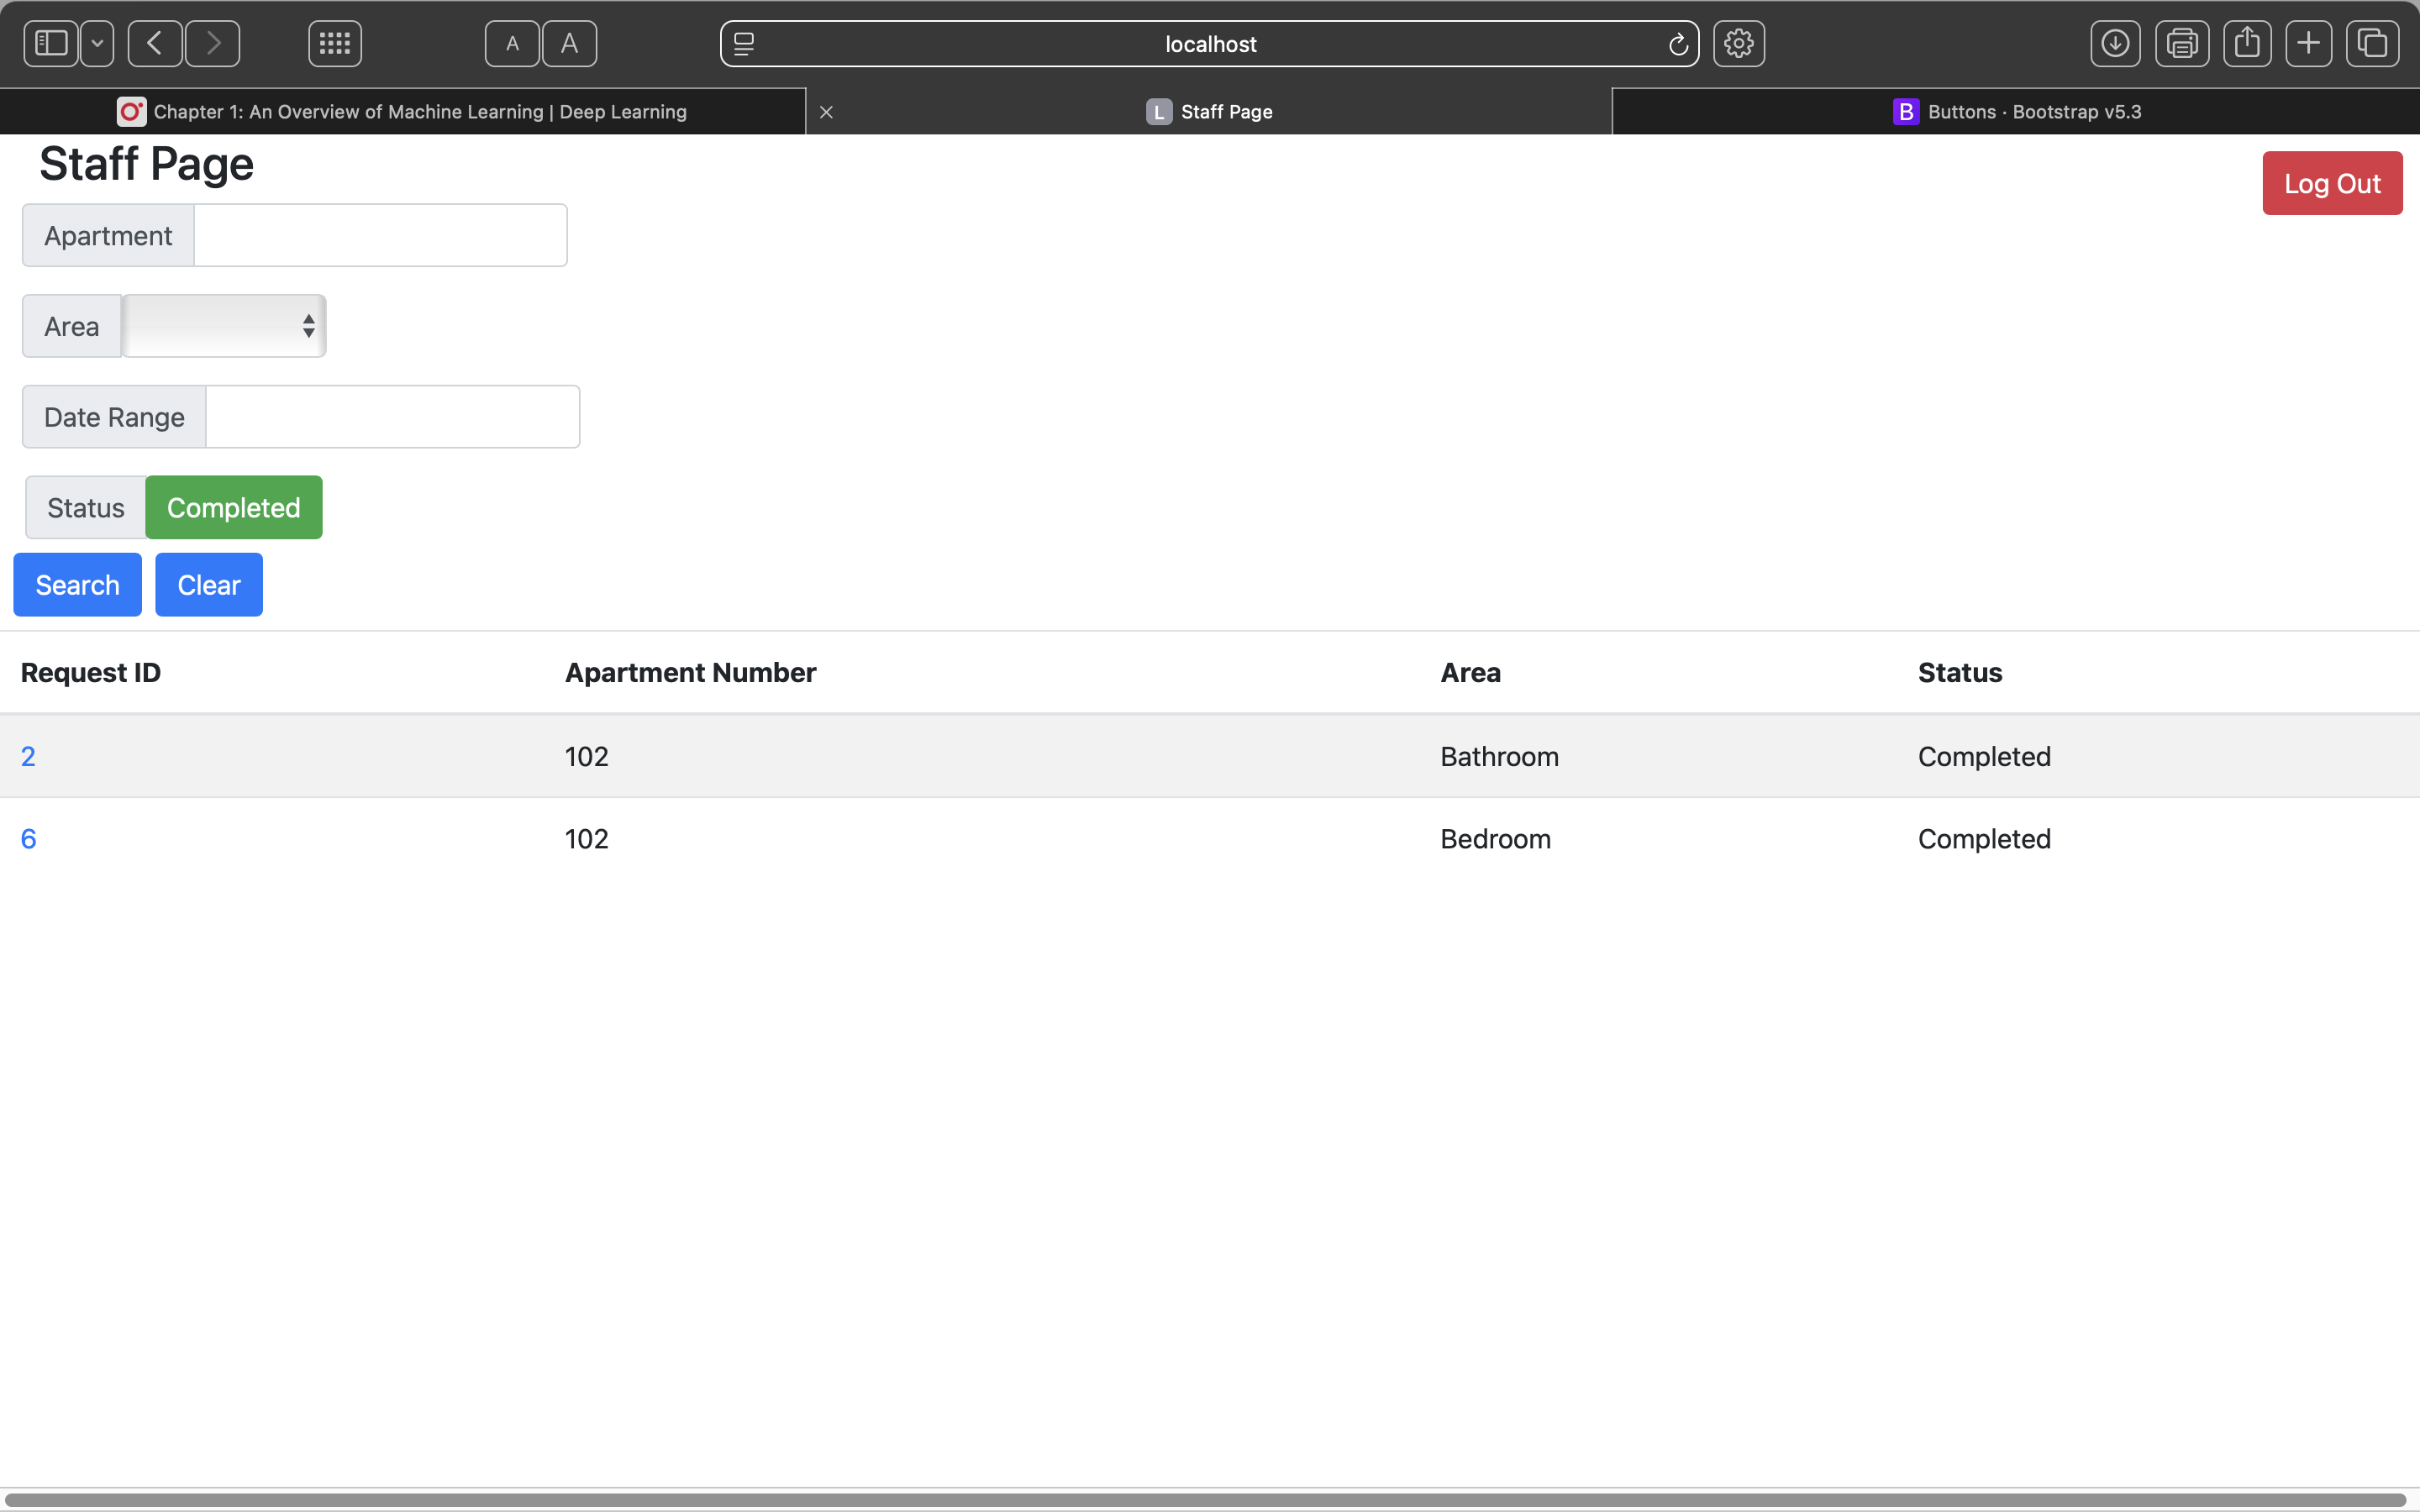 A A localhost
Chapter 1: An Overview of Machine Learning | Deep Learning
L Staff Page
B Buttons · Bootstrap v5.3
Staff Page
Log Out
Apartment
Area
Date Range
Status Completed
Search Clear
Request ID Apartment Number Area Status
2 102 Bathroom Completed
6 102 Bedroom Completed